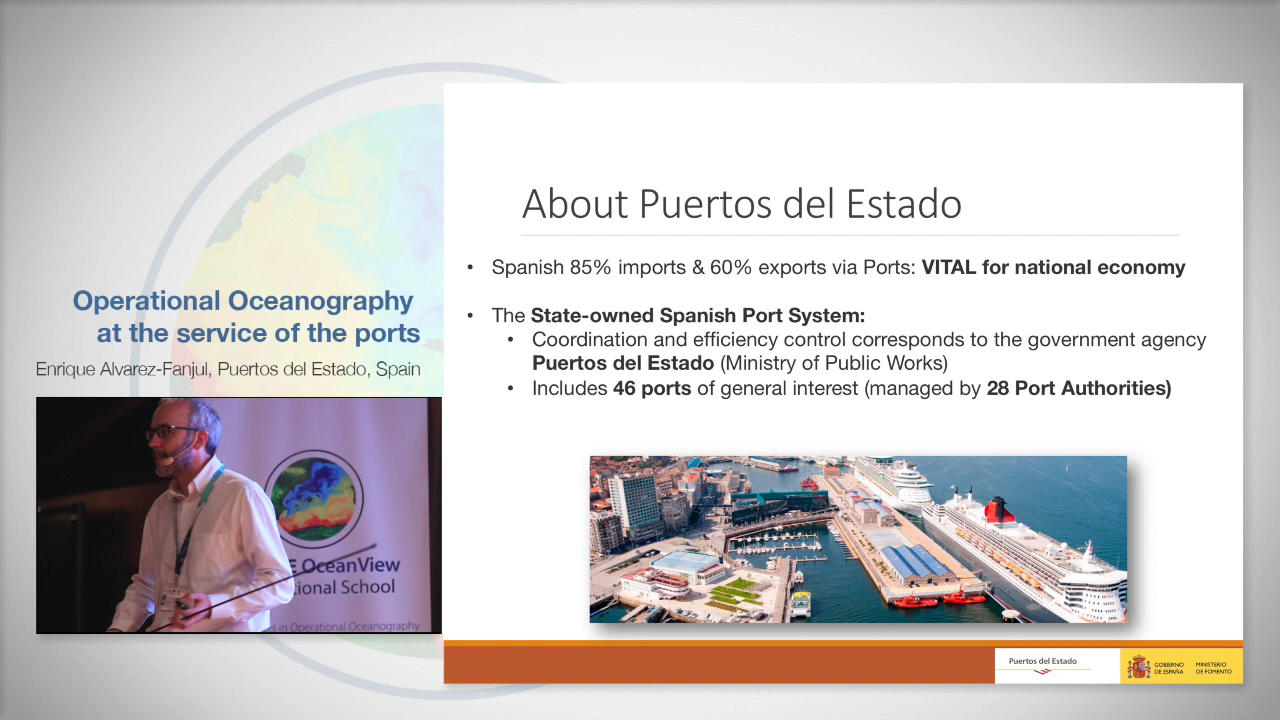 Operational Oceanography
at the service of the ports
Enrique Alvarez-Fanjul, Puertos del Estado, Spain
E OceanView
tional School
s in Operational Oceanography
About Puertos del Estado
• Spanish 85% imports & 60% exports via Ports: VITAL for national economy
• The State-owned Spanish Port System:
• Coordination and efficiency control corresponds to the government agency
Puertos del Estado (Ministry of Public Works)
• Includes 46 ports of general interest (managed by 28 Port Authorities)
Puertos del Estado
GOBIERNO
DE ESPAÑA
MINISTERIO
DE FOMENTO